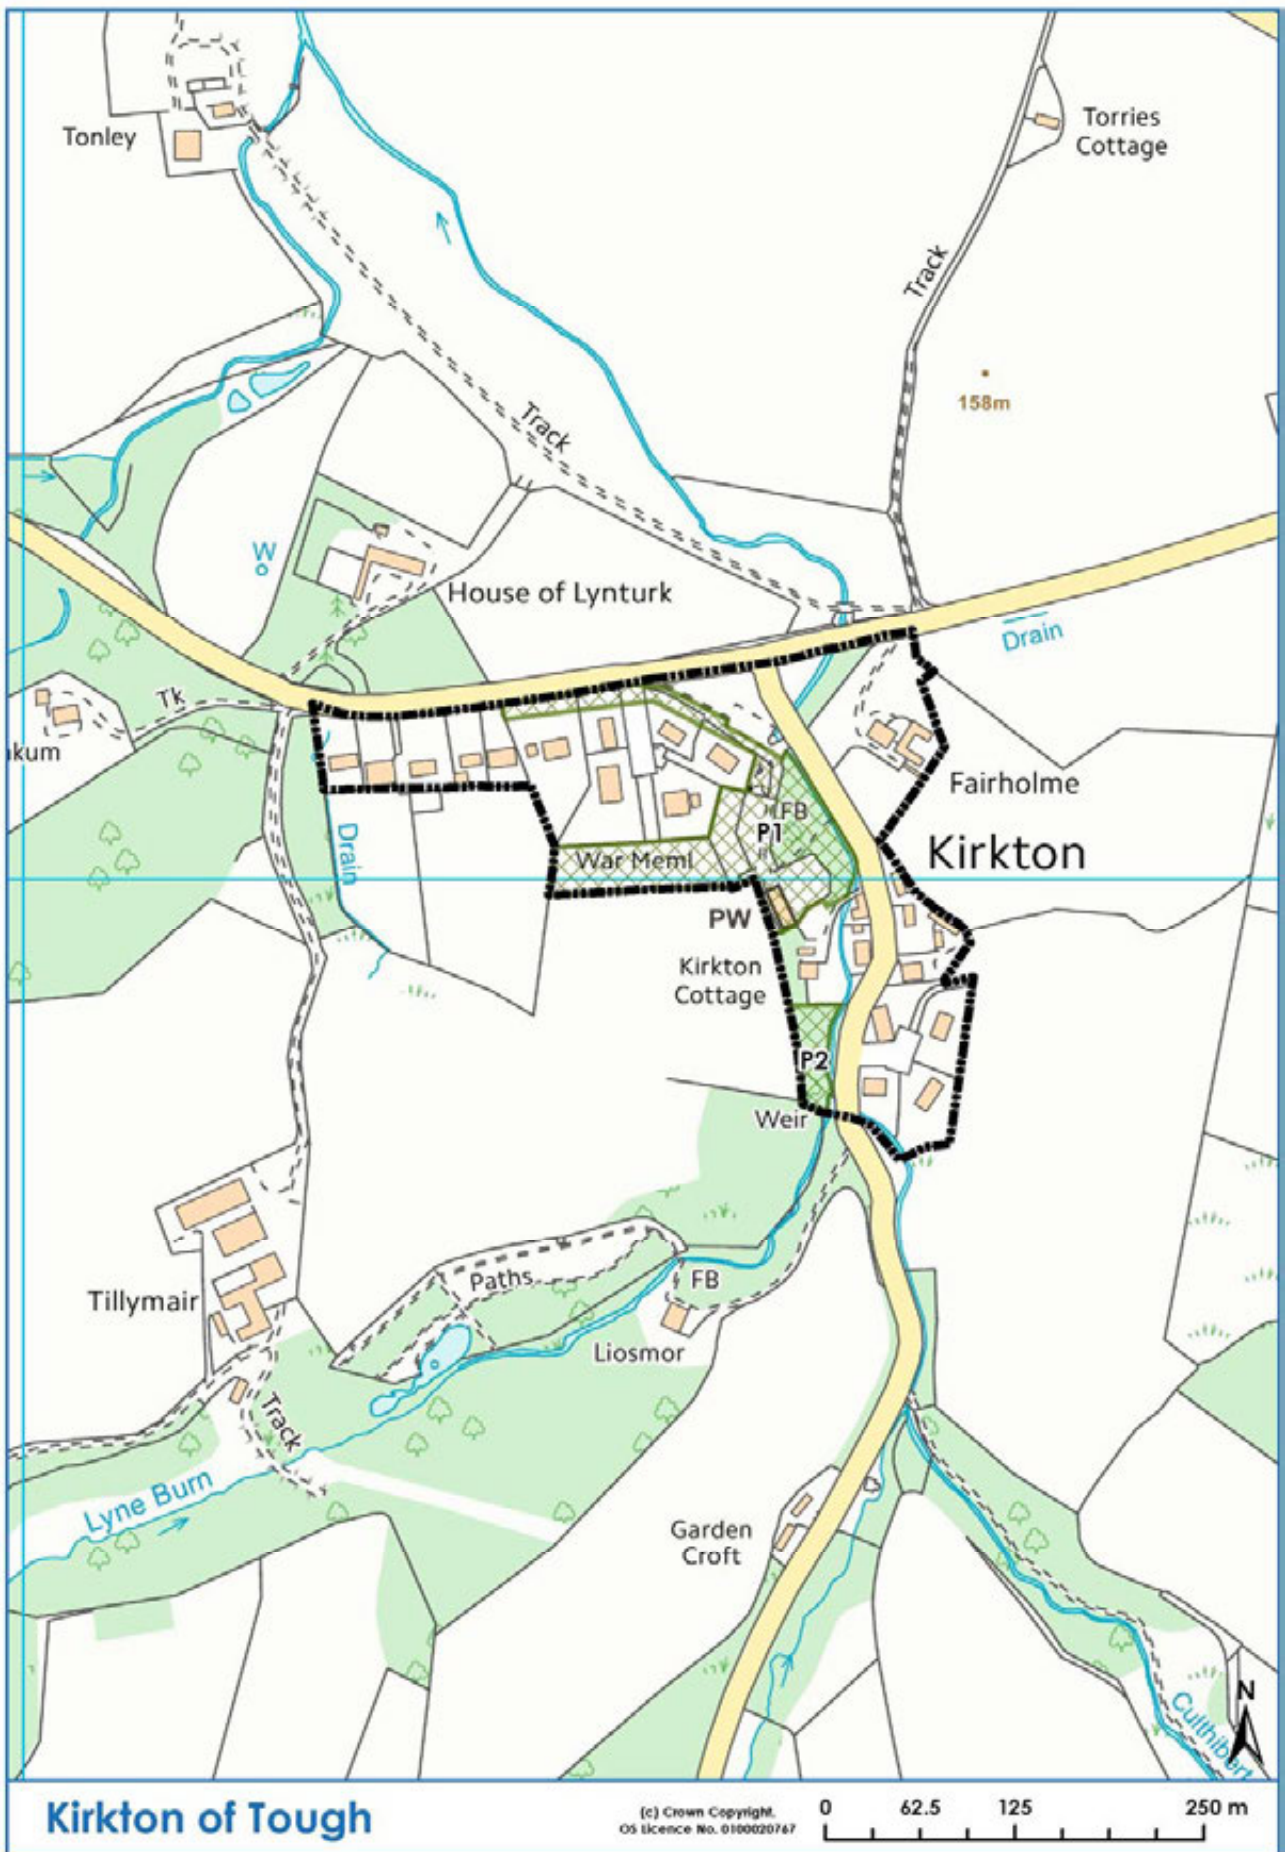 Tonley
Torries
Cottage
Track
158m
Track
W
House of Lynturk
Drain
Tk
kum
Fairholme
FB
P1
Kirkton
Drain
War Meml
PW
Kirkton
Cottage
P2
Weir
Paths
FB
Tillymair
Liosmor
Track
Lyne Burn
Garden
Croft
N
Culthibert
Kirkton of Tough
(c) Crown Copyright.
OS Licence No. 0100020767
0 62.5 125 250 m